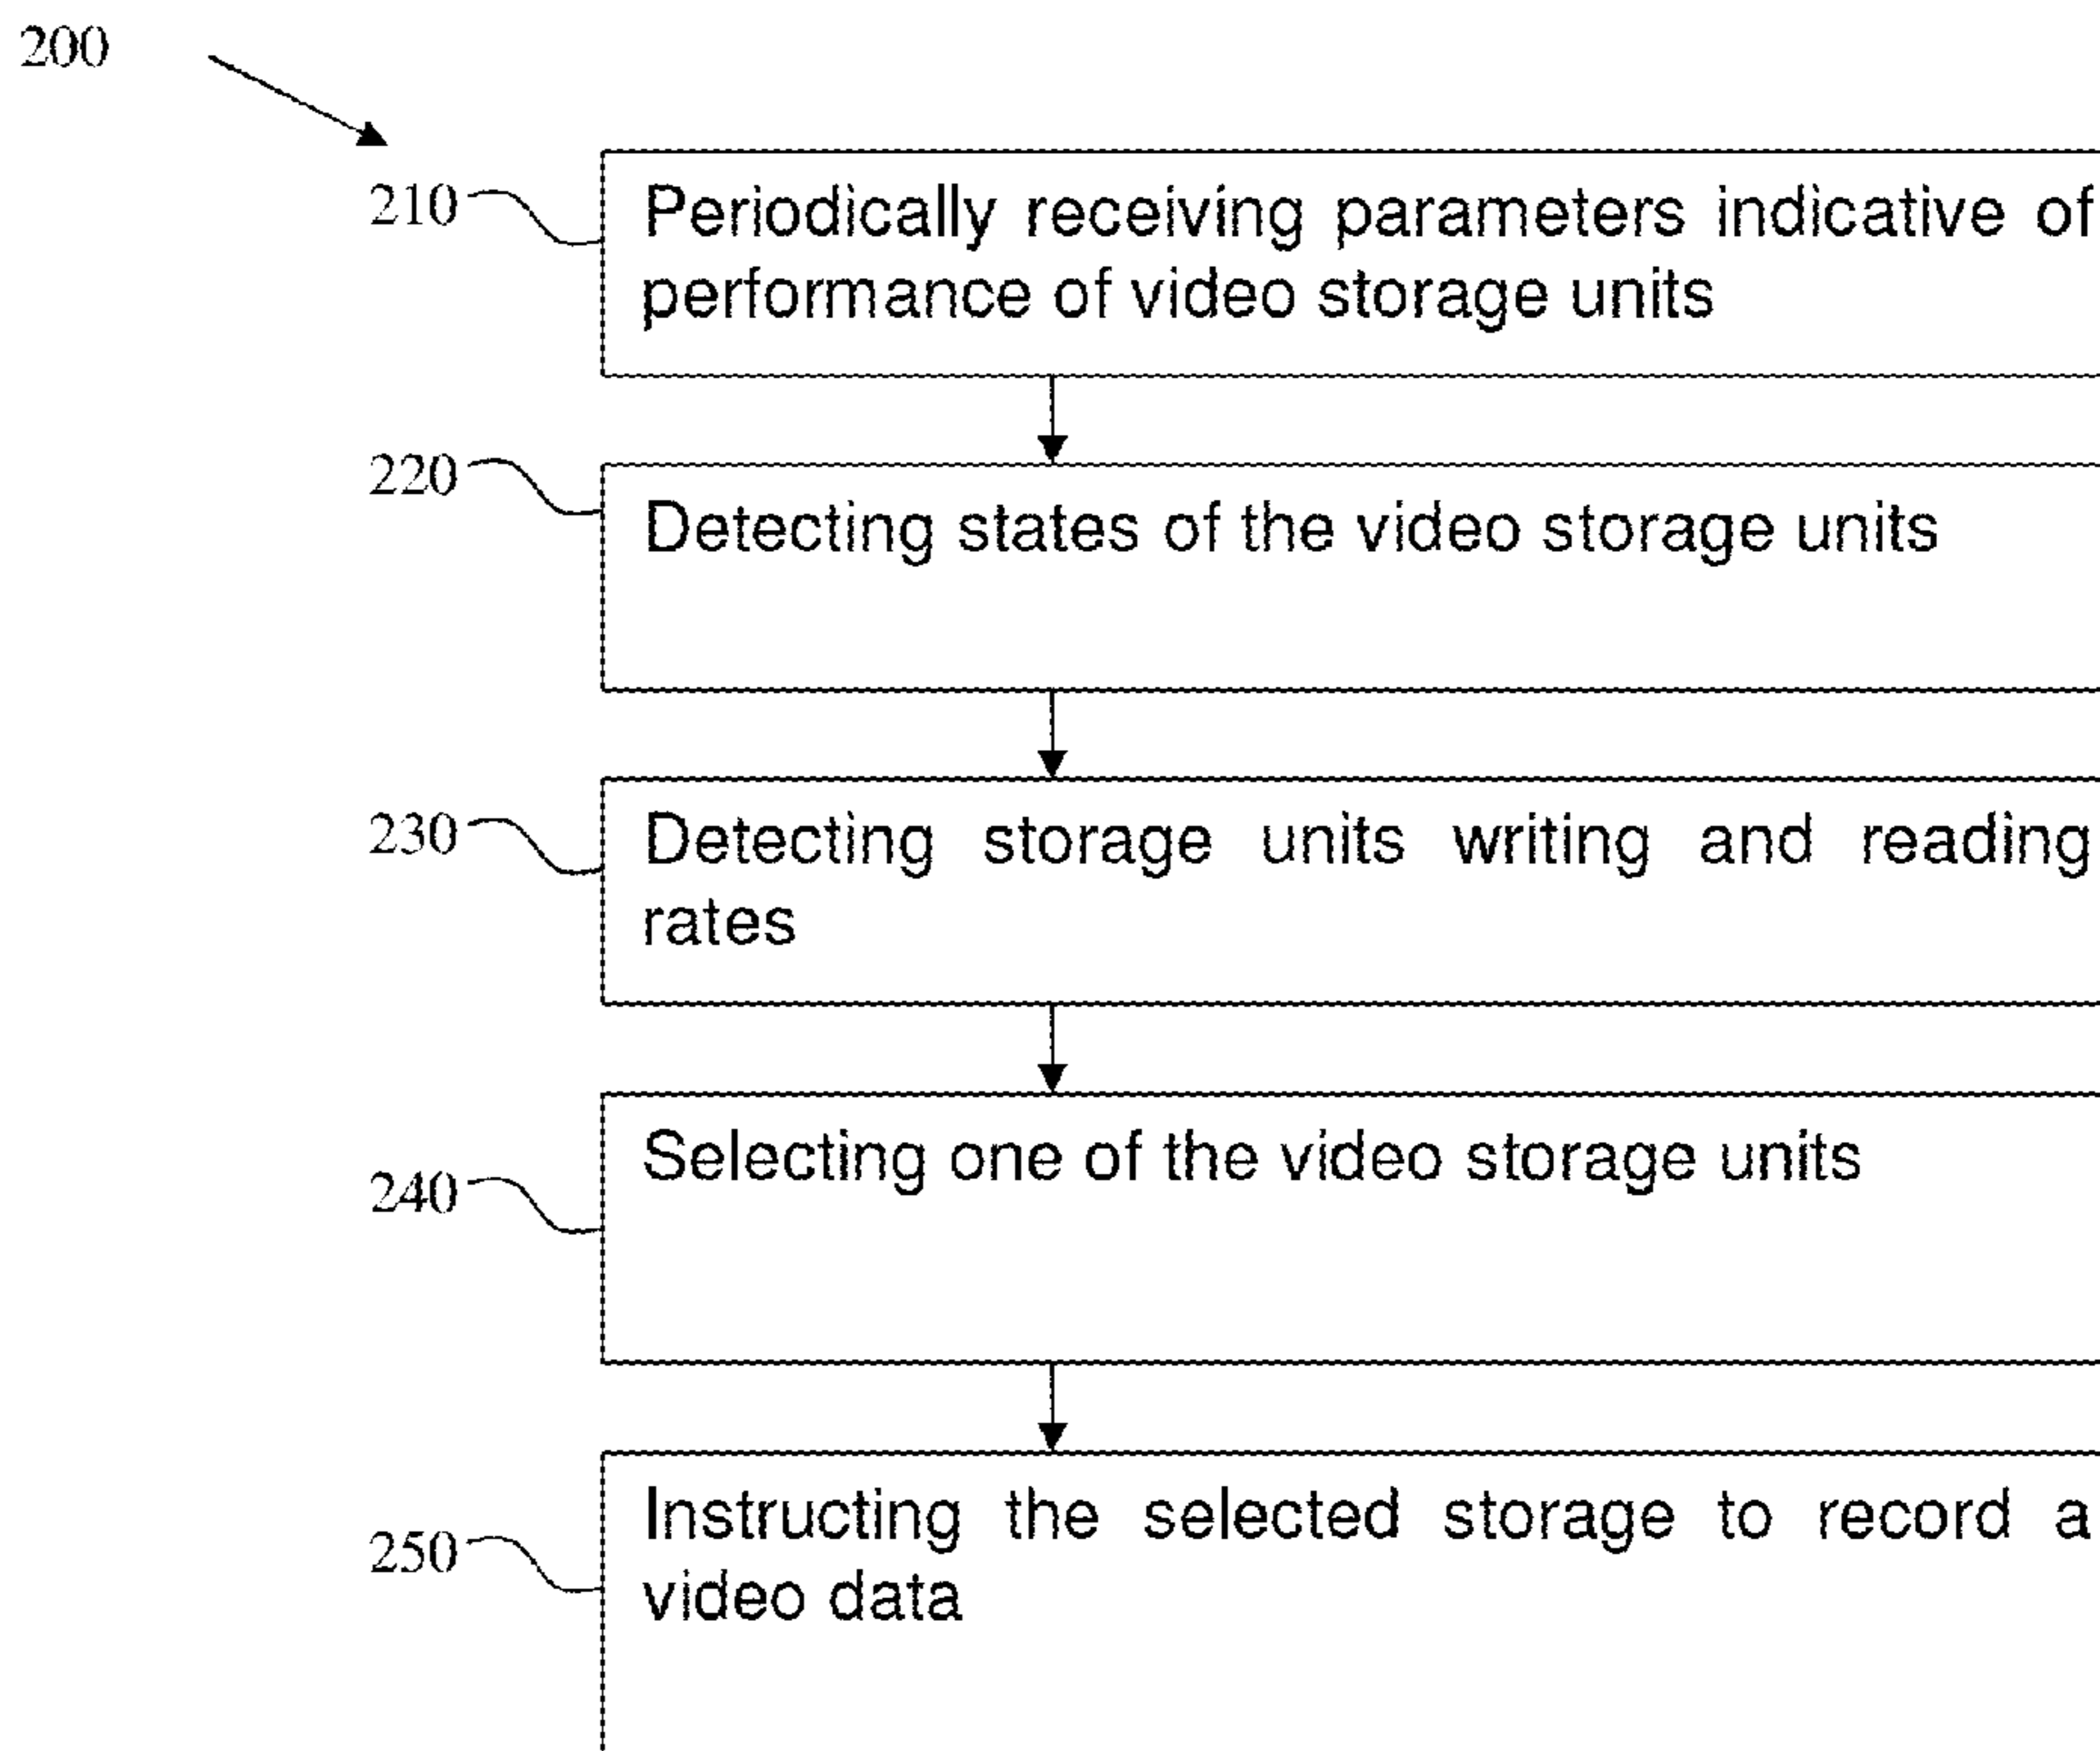 200
210
Periodically receiving parameters indicative of
performance of video storage units
220
Detecting states of the video storage units
230
Detecting storage units writing and reading
rates
240
Selecting one of the video storage units
250
Instructing the selected storage to record a
video data